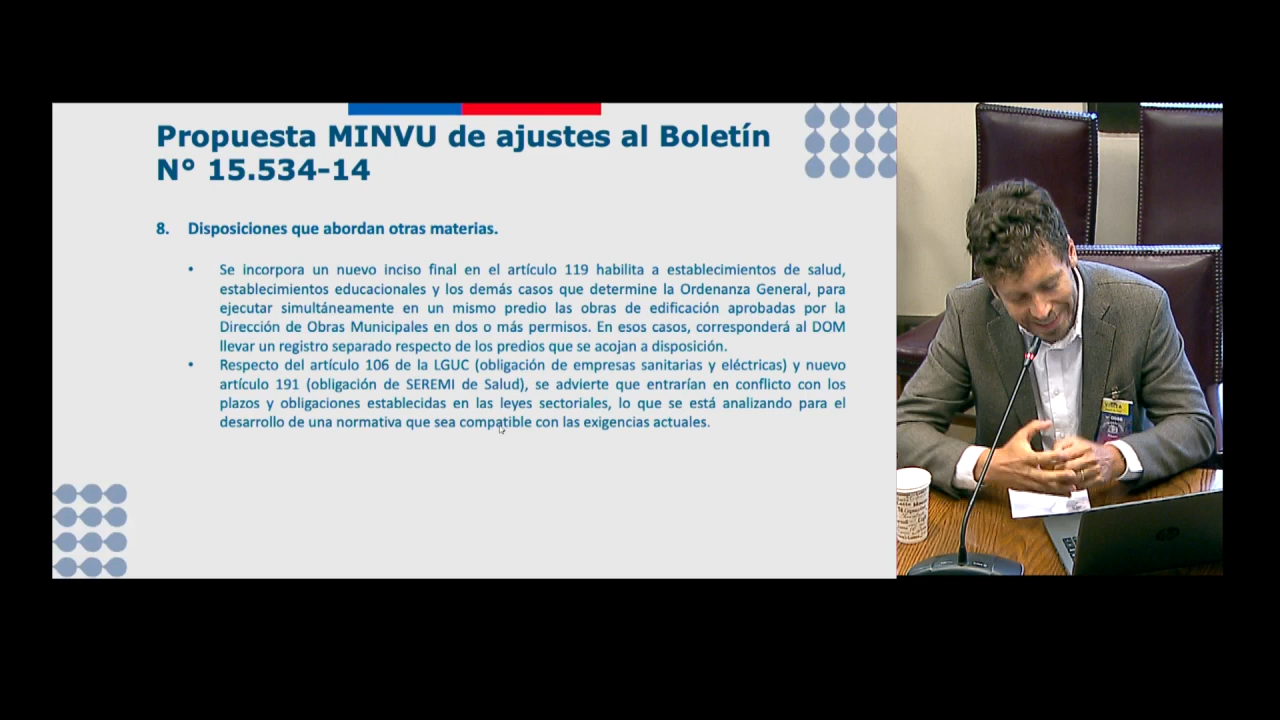 Propuesta MINVU de ajustes al Boletín
N° 15.534-14
8. Disposiciones que abordan otras materias.
• Se incorpora un nuevo inciso final en el artículo 119 habilita a establecimientos de salud,
establecimientos educacionales y los demás casos que determine la Ordenanza General, para
ejecutar simultáneamente en un mismo predio las obras de edificación aprobadas por la
Dirección de Obras Municipales en dos o más permisos. En esos casos, corresponderá al DOM
llevar un registro separado respecto de los predios que se acojan a disposición.
• Respecto del artículo 106 de la LGUC (obligación de empresas sanitarias y eléctricas) y nuevo
artículo 191 (obligación de SEREMI de Salud), se advierte que entrarían en conflicto con los
plazos y obligaciones establecidas en las leyes sectoriales, lo que se está analizando para el
desarrollo de una normativa que sea compatible con las exigencias actuales.